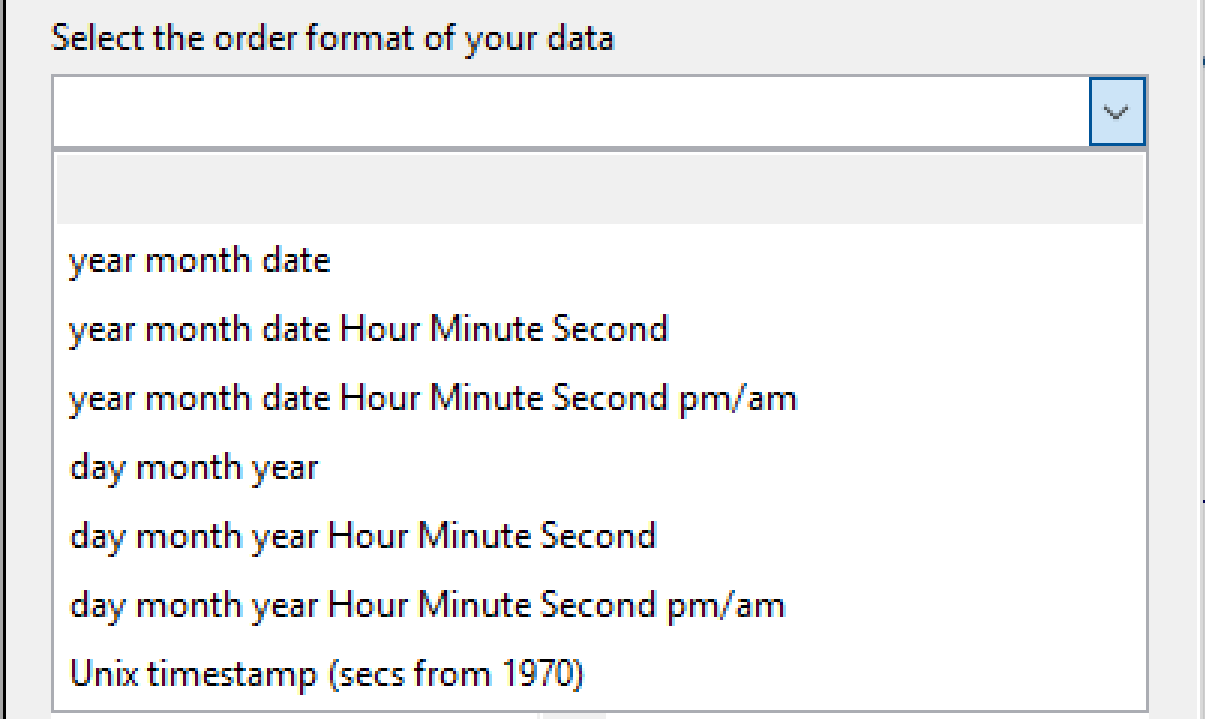 Select the order format of your data
year month date
year month date Hour Minute Second
year month date Hour Minute Second pm/am
day month year
day month year Hour Minute Second
day month year Hour Minute Second pm/am
Unix timestamp (secs from 1970)